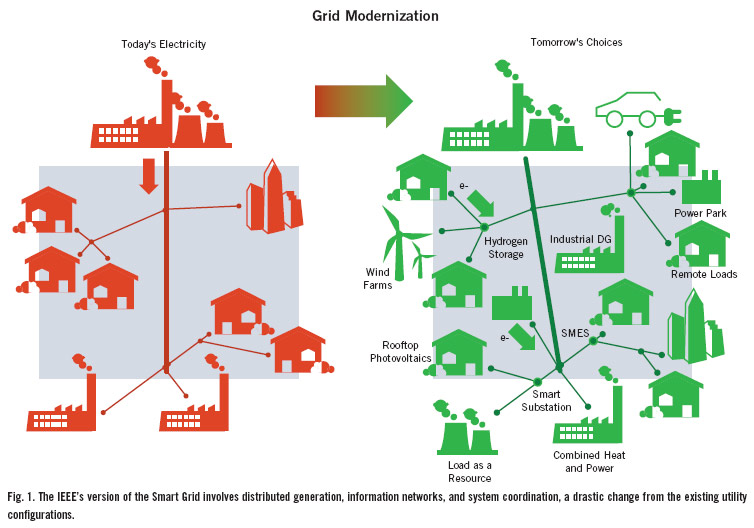 Grid Modernization
Today's Electricity
Tomorrow's Choices
e-
Power Park
Hydrogen
Storage
Industrial DG
Wind
Farms
Remote Loads
e-
SMES
Rooftop
Photovoltaics
Smart
Substation
Load as a
Resource
Combined Heat
and Power
Fig. 1. The IEEE's version of the Smart Grid involves distributed generation, information networks, and system coordination, a drastic change from the existing utility
configurations.